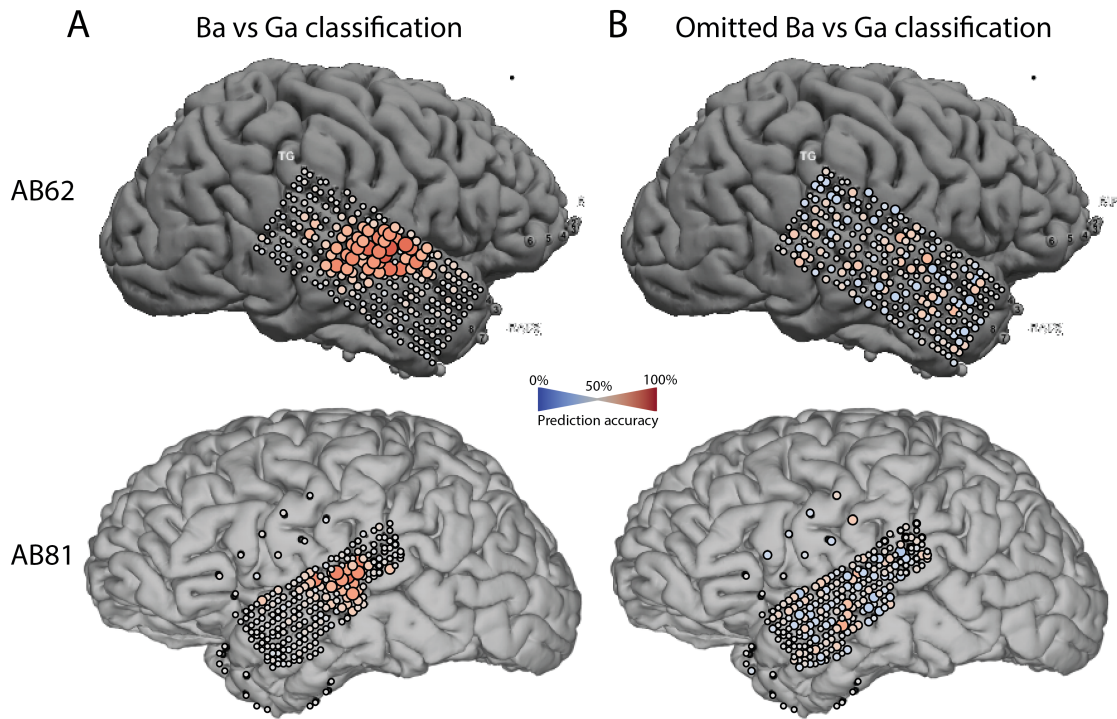 A Ba vs Ga classification
B Omitted Ba vs Ga classification
AB62
TG
TG
6 5 4
6 5 4
8
7
8
7
3
0% 50% 100%
Prediction accuracy
AB81